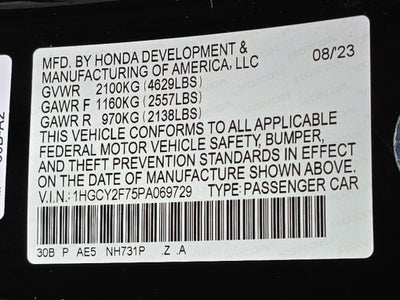 MFD. BY HONDA DEVELOPMENT & 08/23
MANUFACTURING OF AMERICA, LLC
GVWR 2100KG (4629LBS)
GAWR F 1160KG (2557LBS)
GAWR R 970KG (2138LBS)
THIS VEHICLE CONFORMS TO ALL APPLICABLE
FEDERAL MOTOR VEHICLE SAFETY, BUMPER,
AND THEFT PREVENTION STANDARDS IN EFFECT
ON THE DATE OF MANUFACTURE SHOWN ABOVE.
V.I.N.: 1HGCY2F75PA069729 TYPE: PASSENGER CAR
30B P AE5 NH731P .Z .A